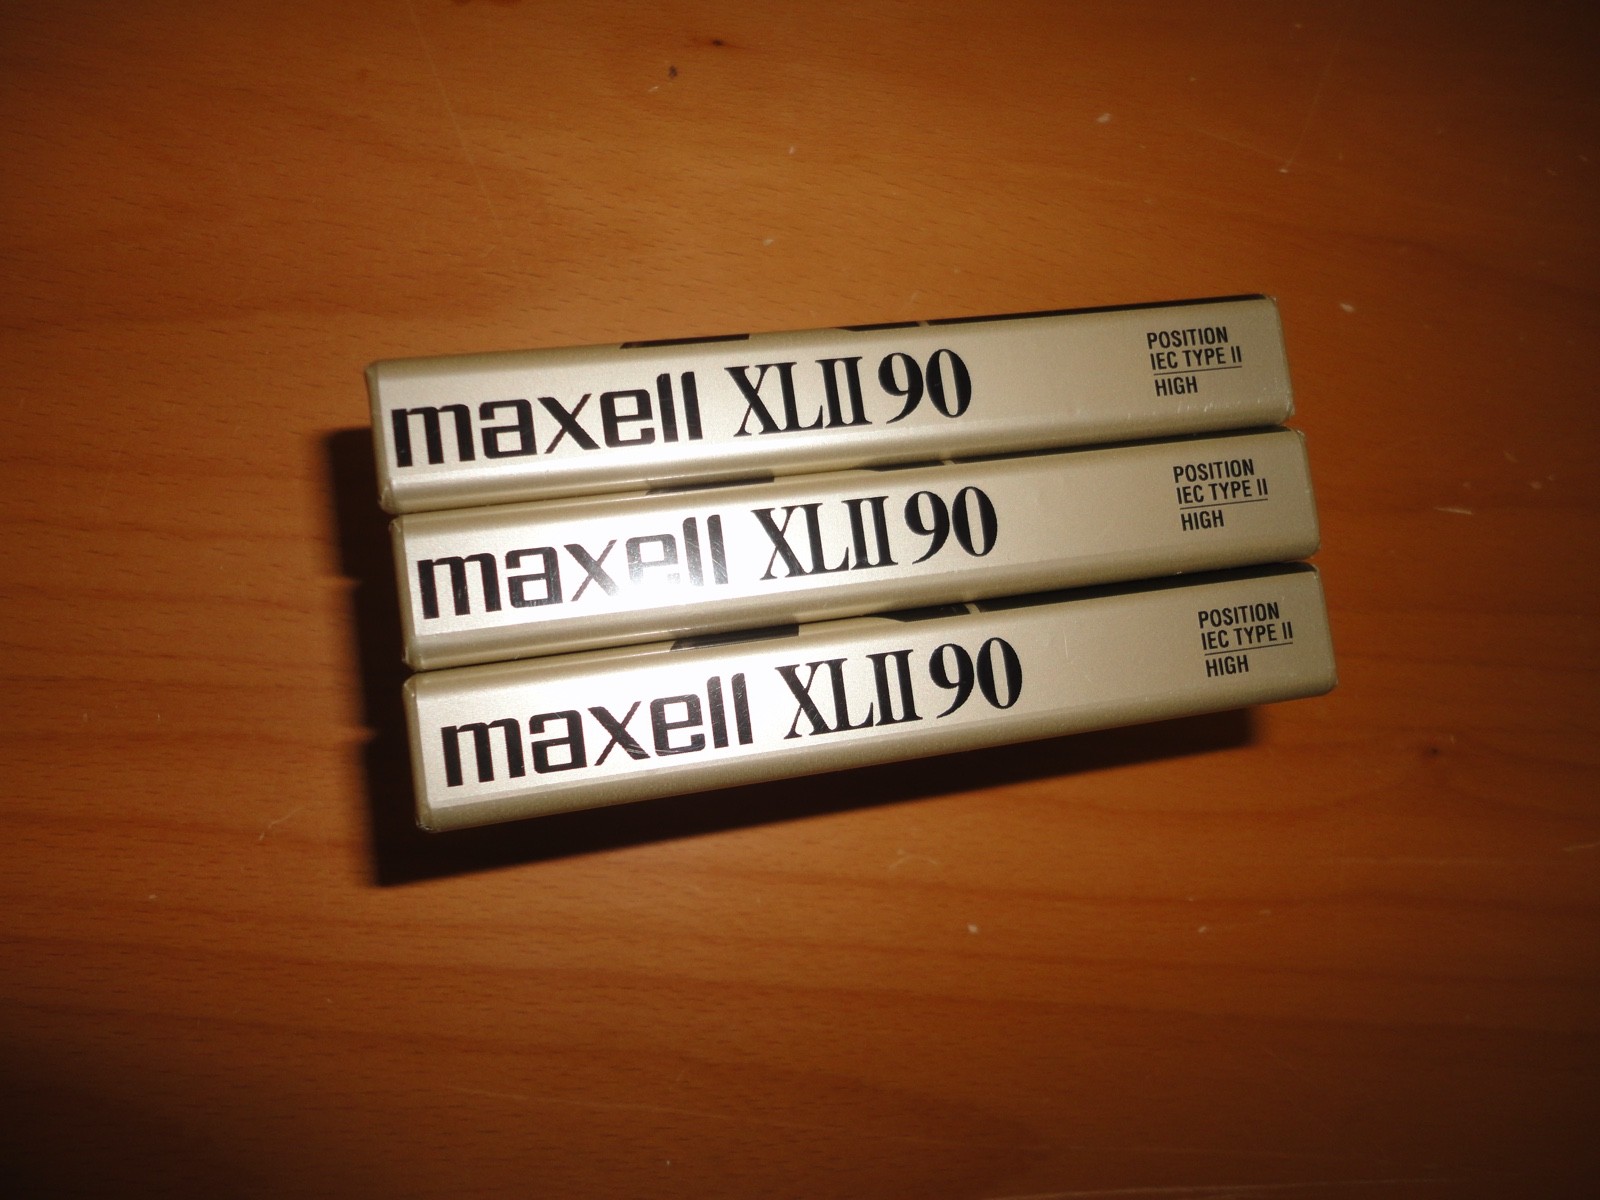 maxell XLII 90
POSITION
IEC TYPE II
HIGH
maxell XLII 90
POSITION
IEC TYPE II
HIGH
maxell XLII 90
POSITION
IEC TYPE II
HIGH